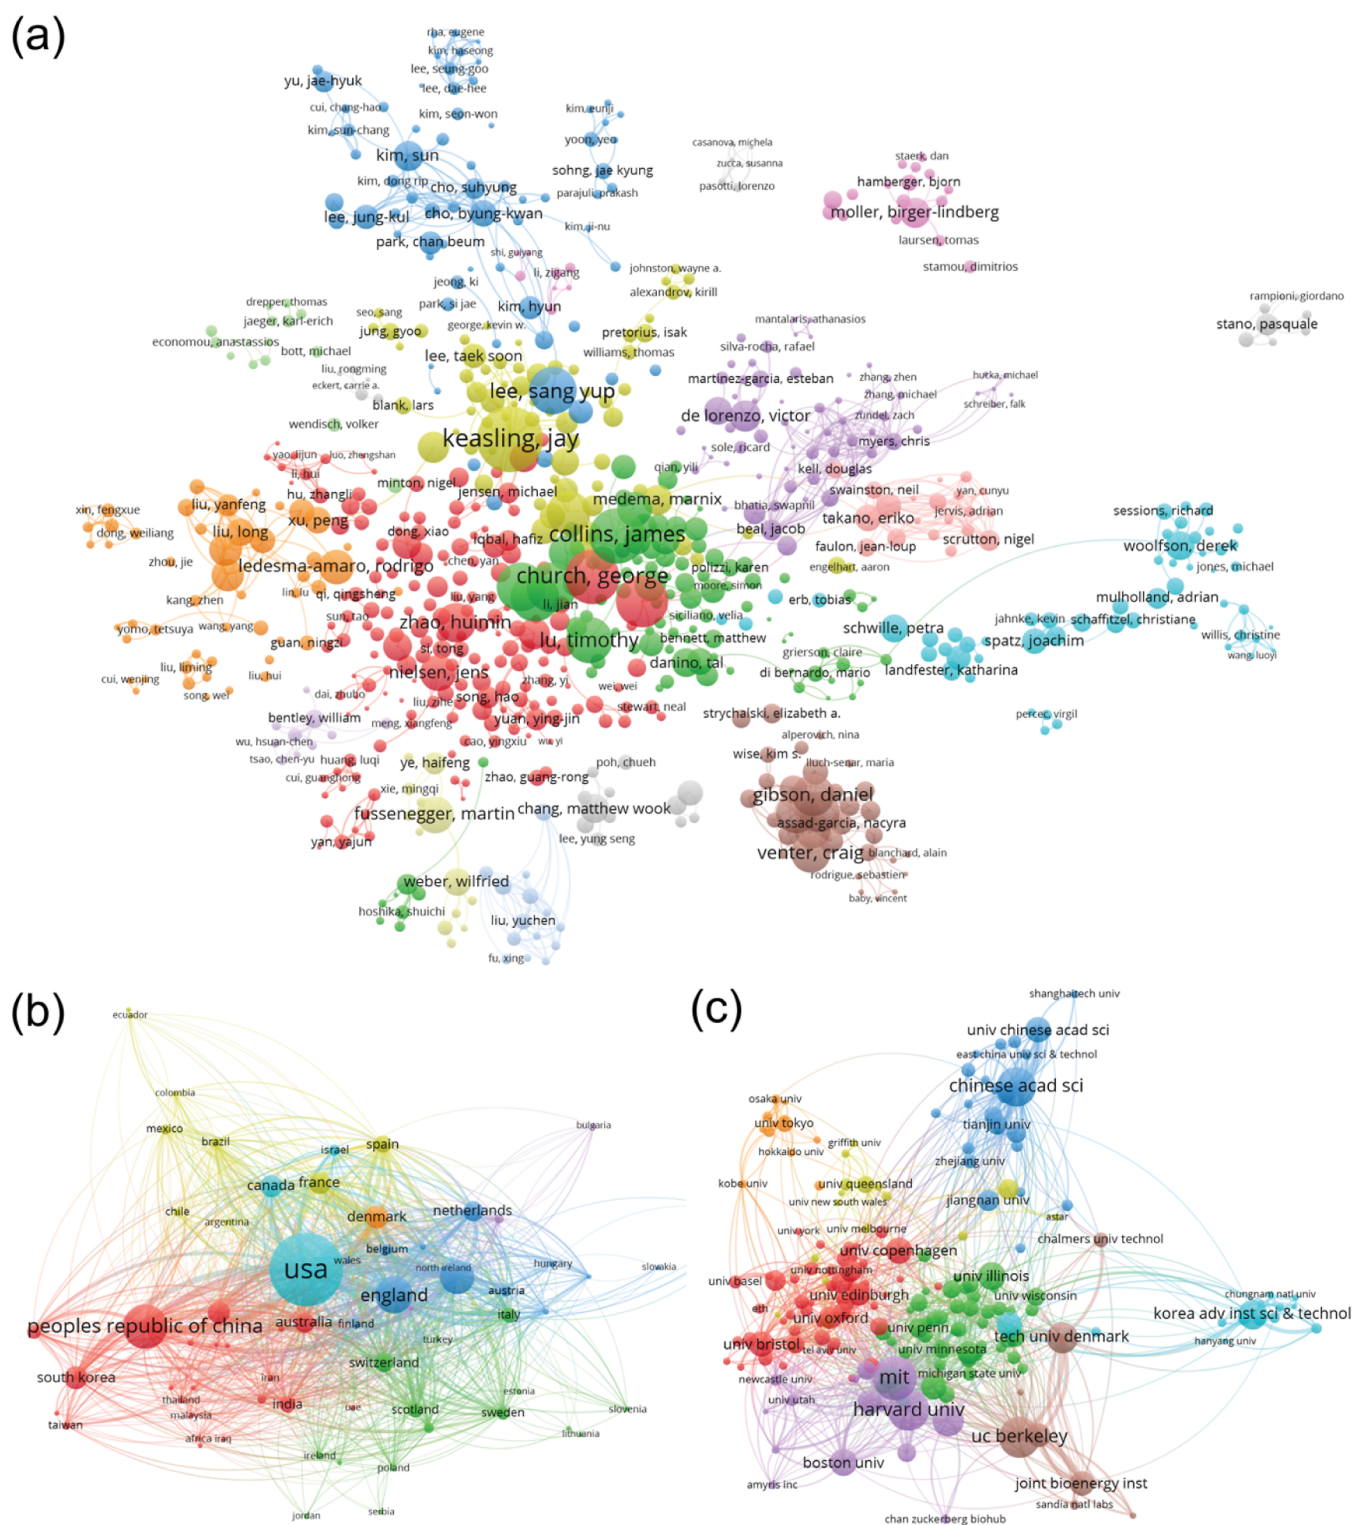 (a)
rha, eugene
kim, haseong
lee, seung-goo
lee, dae-hee
yu, jae-hyuk
cui, chang-hao
kim, seon-won
kim, sun-chang
kim, eunji
yoon, yeo
kim, sun
casanova, michela
zucca, susanna
pasotti, lorenzo
staerk, dan
hamberger, bjorn
sohng, jae kyung
parajuli, prakash
kim, dong rip
cho, suhyung
lee, jung-kul
cho, byung-kwan
moller, birger-lindberg
kim, ji-nu
park, chan beum
laursen, tomas
shi, guiyang
li, zigang
johnston, wayne a.
stamou, dimitrios
jeong, ki
alexandrov, kirill
drepper, thomas
park, si jae
kim, hyun
rampioni, giordano
seo, sang
jaeger, karl-erich
george, kevin w.
mantalaris, athanasios
stano, pasquale
jung, gyoo
pretorius, isak
economou, anastassios
bott, michael
lee, taek soon
williams, thomas
silva-rocha, rafael
liu, rongming
eckert, carrie a.
martinez-garcia, esteban
zhang, zhen
hucka, michael
lee, sang yup
zhang, michael
blank, lars
schreiber, falk
wendisch, volker
de lorenzo, victor
zundel, zach
keasling, jay
myers, chris
sole, ricard
yao, lijun
luo, zhengshan
li, hui
qian, yili
kell, douglas
minton, nigel
hu, zhangli
jensen, michael
medema, marnix
swainston, neil
yan, cunyu
xin, fengxue
liu, yanfeng
bhatia, swapnil
jervis, adrian
sessions, richard
dong, weiliang
liu, long
xu, peng
dong, xiao
iqbal, hafiz
collins, james
beal, jacob
takano, eriko
scrutton, nigel
woolfson, derek
faulon, jean-loup
zhou, jie
ledesma-amaro, rodrigo
chen, yan
church, george
polizzi, karen
engelhart, aaron
jones, michael
moore, simon
kang, zhen
lin, lu
qi, qingsheng
liu, yang
li, jian
erb, tobias
mulholland, adrian
sun, tao
zhao, huimin
siciliano, velia
jahnke, kevin
schaffitzel, christiane
yomo, tetsuya
wang, yang
guan, ningzi
si, tong
lu, timothy
bennett, matthew
schwille, petra
spatz, joachim
willis, christine
grierson, claire
wang, luoyi
liu, liming
cui, wenjing
liu, hui
nielsen, jens
zhang, yi
danino, tal
di bernardo, mario
landfester, katharina
song, wei
dai, zhubo
liu, zihe
song, hao
wei, wei
stewart, neal
bentley, william
meng, xiangfeng
yuan, ying-jin
strychalski, elizabeth a.
percec, virgil
wu, hsuan-chen
cao, yingxiu
wu, yi
alperovich, nina
tsao, chen-yu
huang, luqi
ye, haifeng
poh, chueh
wise, kim s.
lluch-senar, maria
cui, guanghong
zhao, guang-rong
xie, mingqi
fussenegger, martin
chang, matthew wook
gibson, daniel
assad-garcia, nacyra
yan, yajun
lee, yung seng
venter, craig
blanchard, alain
rodrigue, sebastien
weber, wilfried
baby, vincent
hoshika, shuichi
liu, yuchen
fu, xing
(b)
ecuador
colombia
mexico
brazil
israel
spain
bulgaria
canada
france
chile
argentina
denmark
netherlands
belgium
wales
usa
north ireland
hungary
slovakia
england
austria
peoples republic of china
australia
finland
italy
turkey
switzerland
south korea
iran
estonia
thailand
india
uae
malaysia
scotland
sweden
slovenia
taiwan
africa iraq
lithuania
ireland
poland
jordan
serbia
(c)
shanghaitech univ
univ chinese acad sci
east china univ sci & technol
chinese acad sci
osaka univ
univ tokyo
tianjin univ
griffith univ
hokkaido univ
zhejiang univ
kobe univ
univ queensland
univ new south wales
jiangnan univ
astar
univ york
univ melbourne
chalmers univ technol
univ copenhagen
univ nottingham
univ basel
univ illinois
univ edinburgh
univ wisconsin
chungnam natl univ
eth
univ oxford
korea adv inst sci & technol
univ penn
tech univ denmark
univ bristol
tel aviv univ
univ minnesota
hanyang univ
newcastle univ
mit
michigan state univ
univ utah
harvard univ
uc berkeley
boston univ
amyris inc
joint bioenergy inst
sandia natl labs
chan zuckerberg biohub